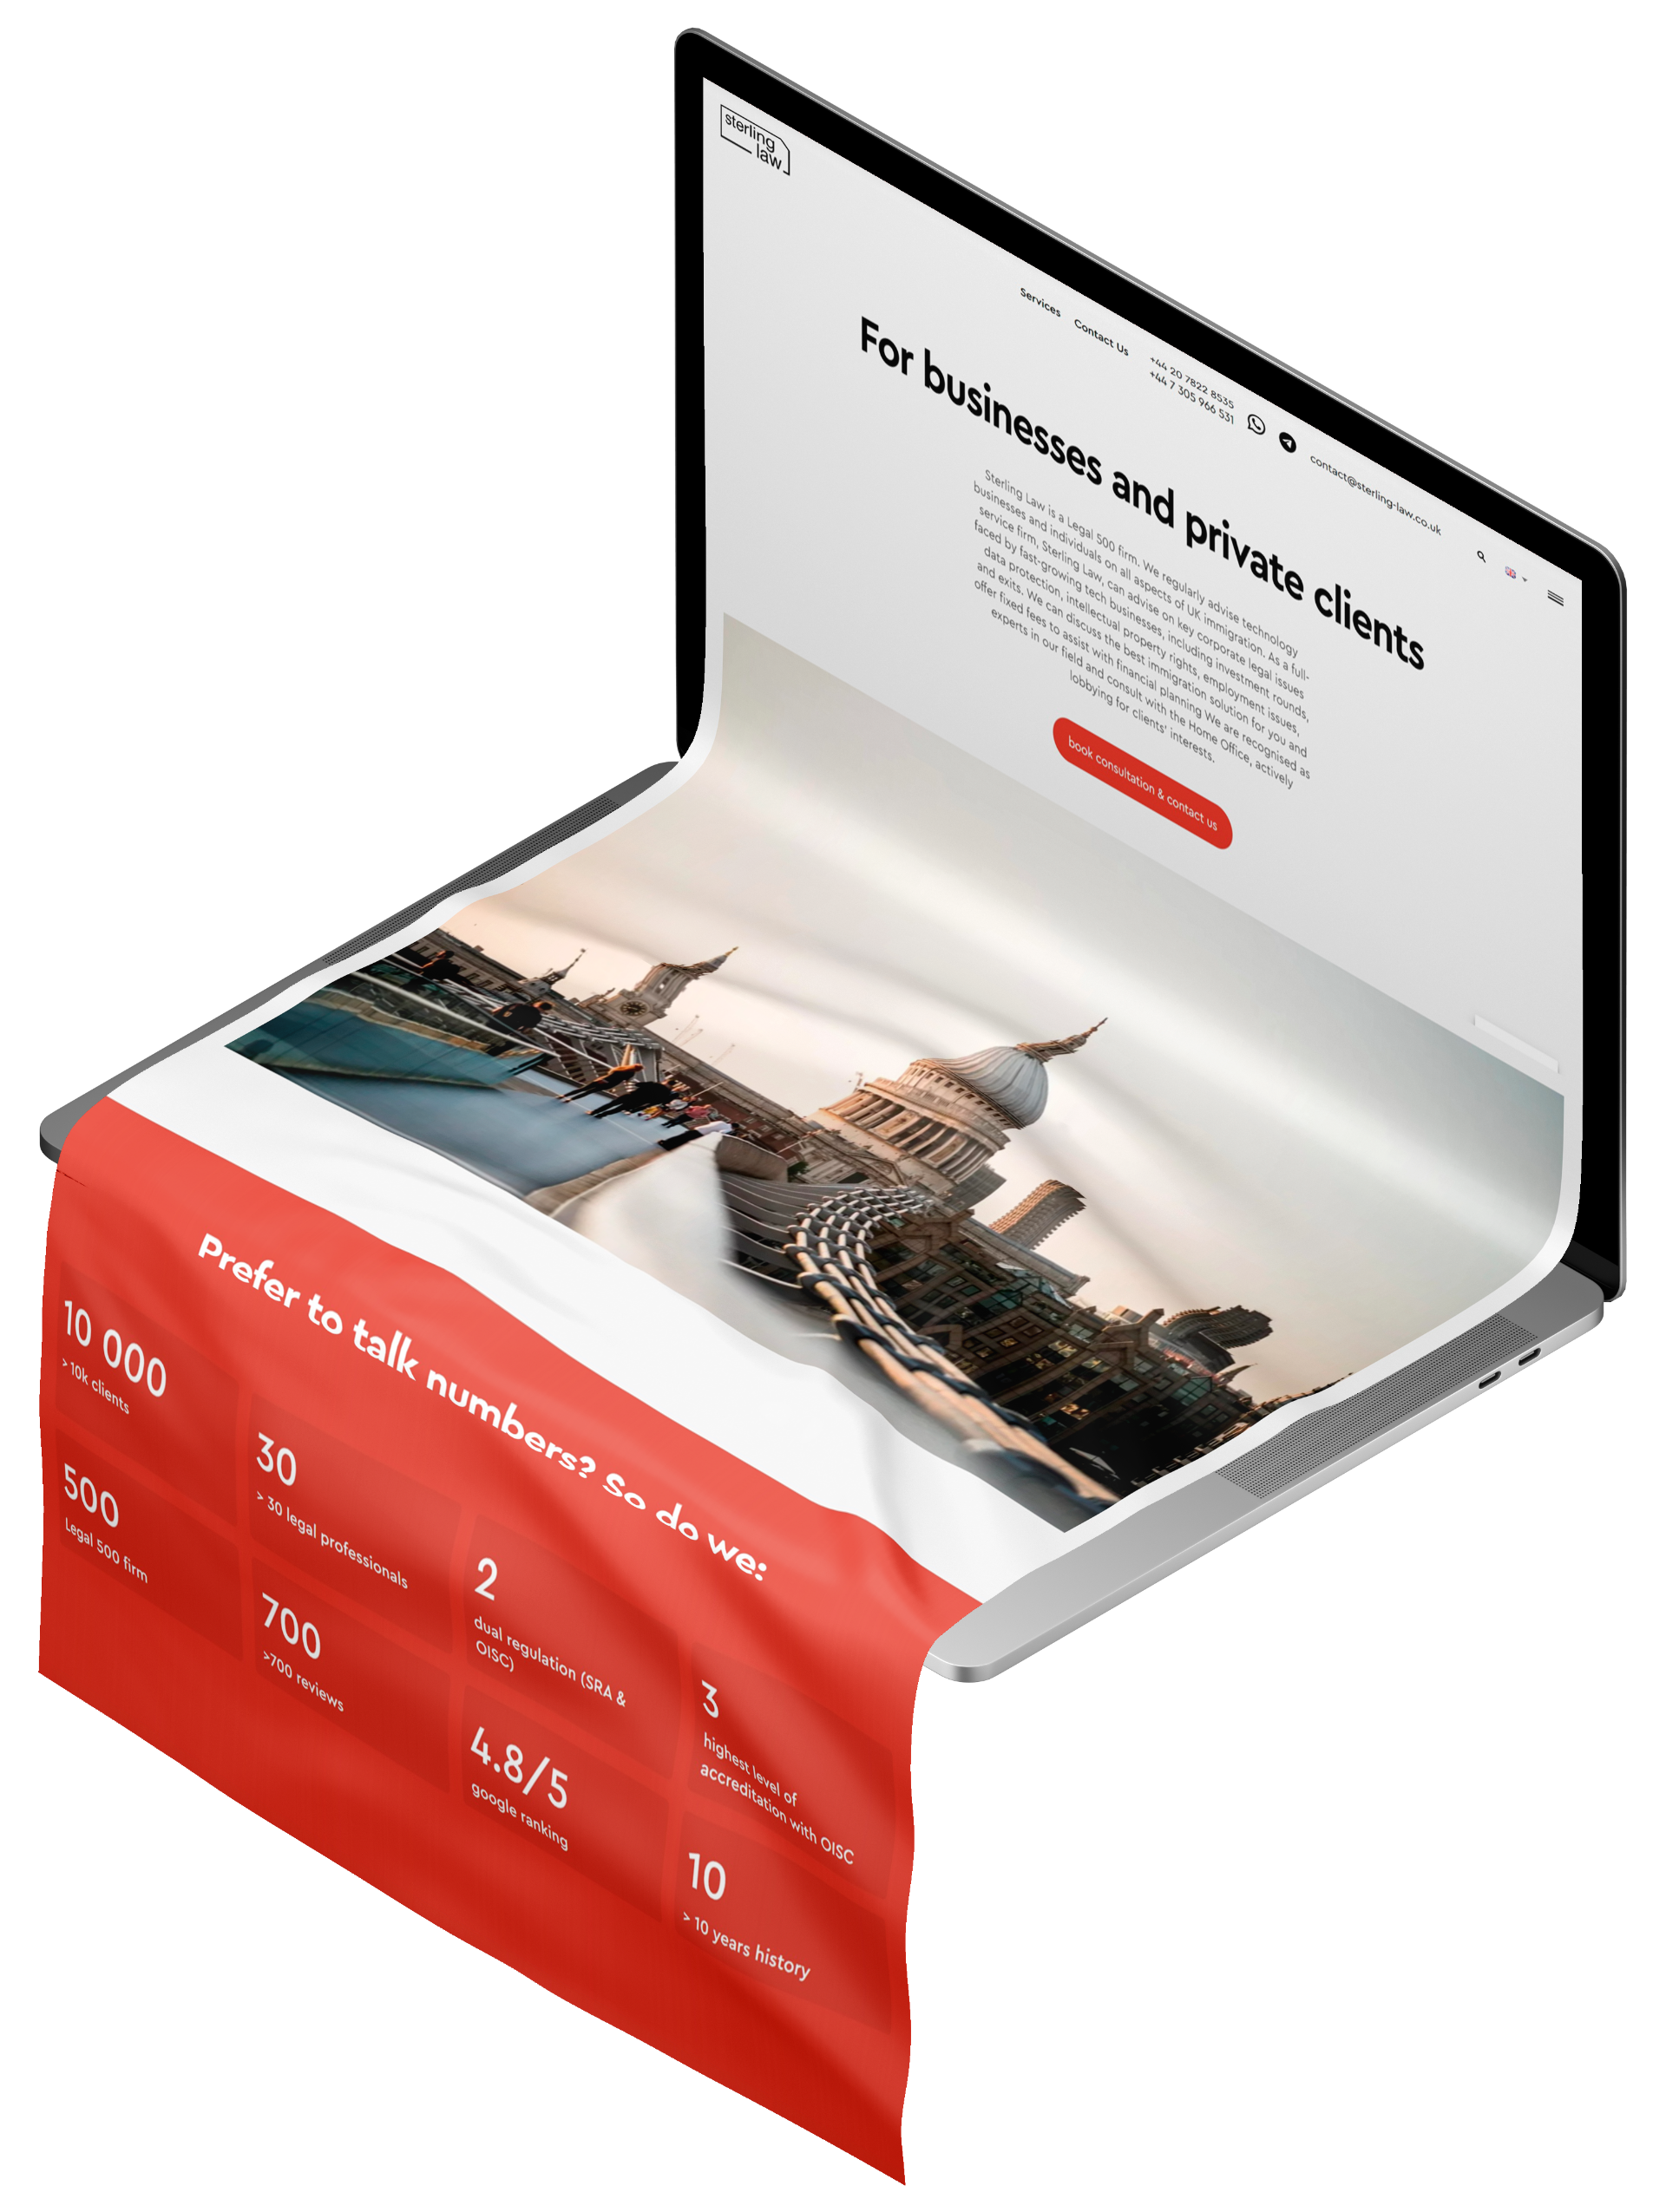 sterling
law
Services
Contact Us
+44 20 7822 8535
+44 7 305 966 531
contact@sterling-law.co.uk
For businesses and private clients
Sterling Law is a Legal 500 firm. We regularly advise technology
businesses and individuals on all aspects of UK immigration. As a full-
service firm, Sterling Law, can advise on key corporate legal issues
faced by fast-growing tech businesses, including investment rounds,
data protection, intellectual property rights, employment issues,
and exits. We can discuss the best immigration solution for you and
offer fixed fees to assist with financial planning We are recognised as
experts in our field and consult with the Home Office, actively
lobbying for clients' interests.
book consultation & contact us
Prefer to talk numbers? So do we:
10 000
> 10k clients
30
> 30 legal professionals
2
dual regulation (SRA &
OISC)
3
highest level of
accreditation with OISC
500
Legal 500 firm
700
>700 reviews
4.8/5
google ranking
10
> 10 years history